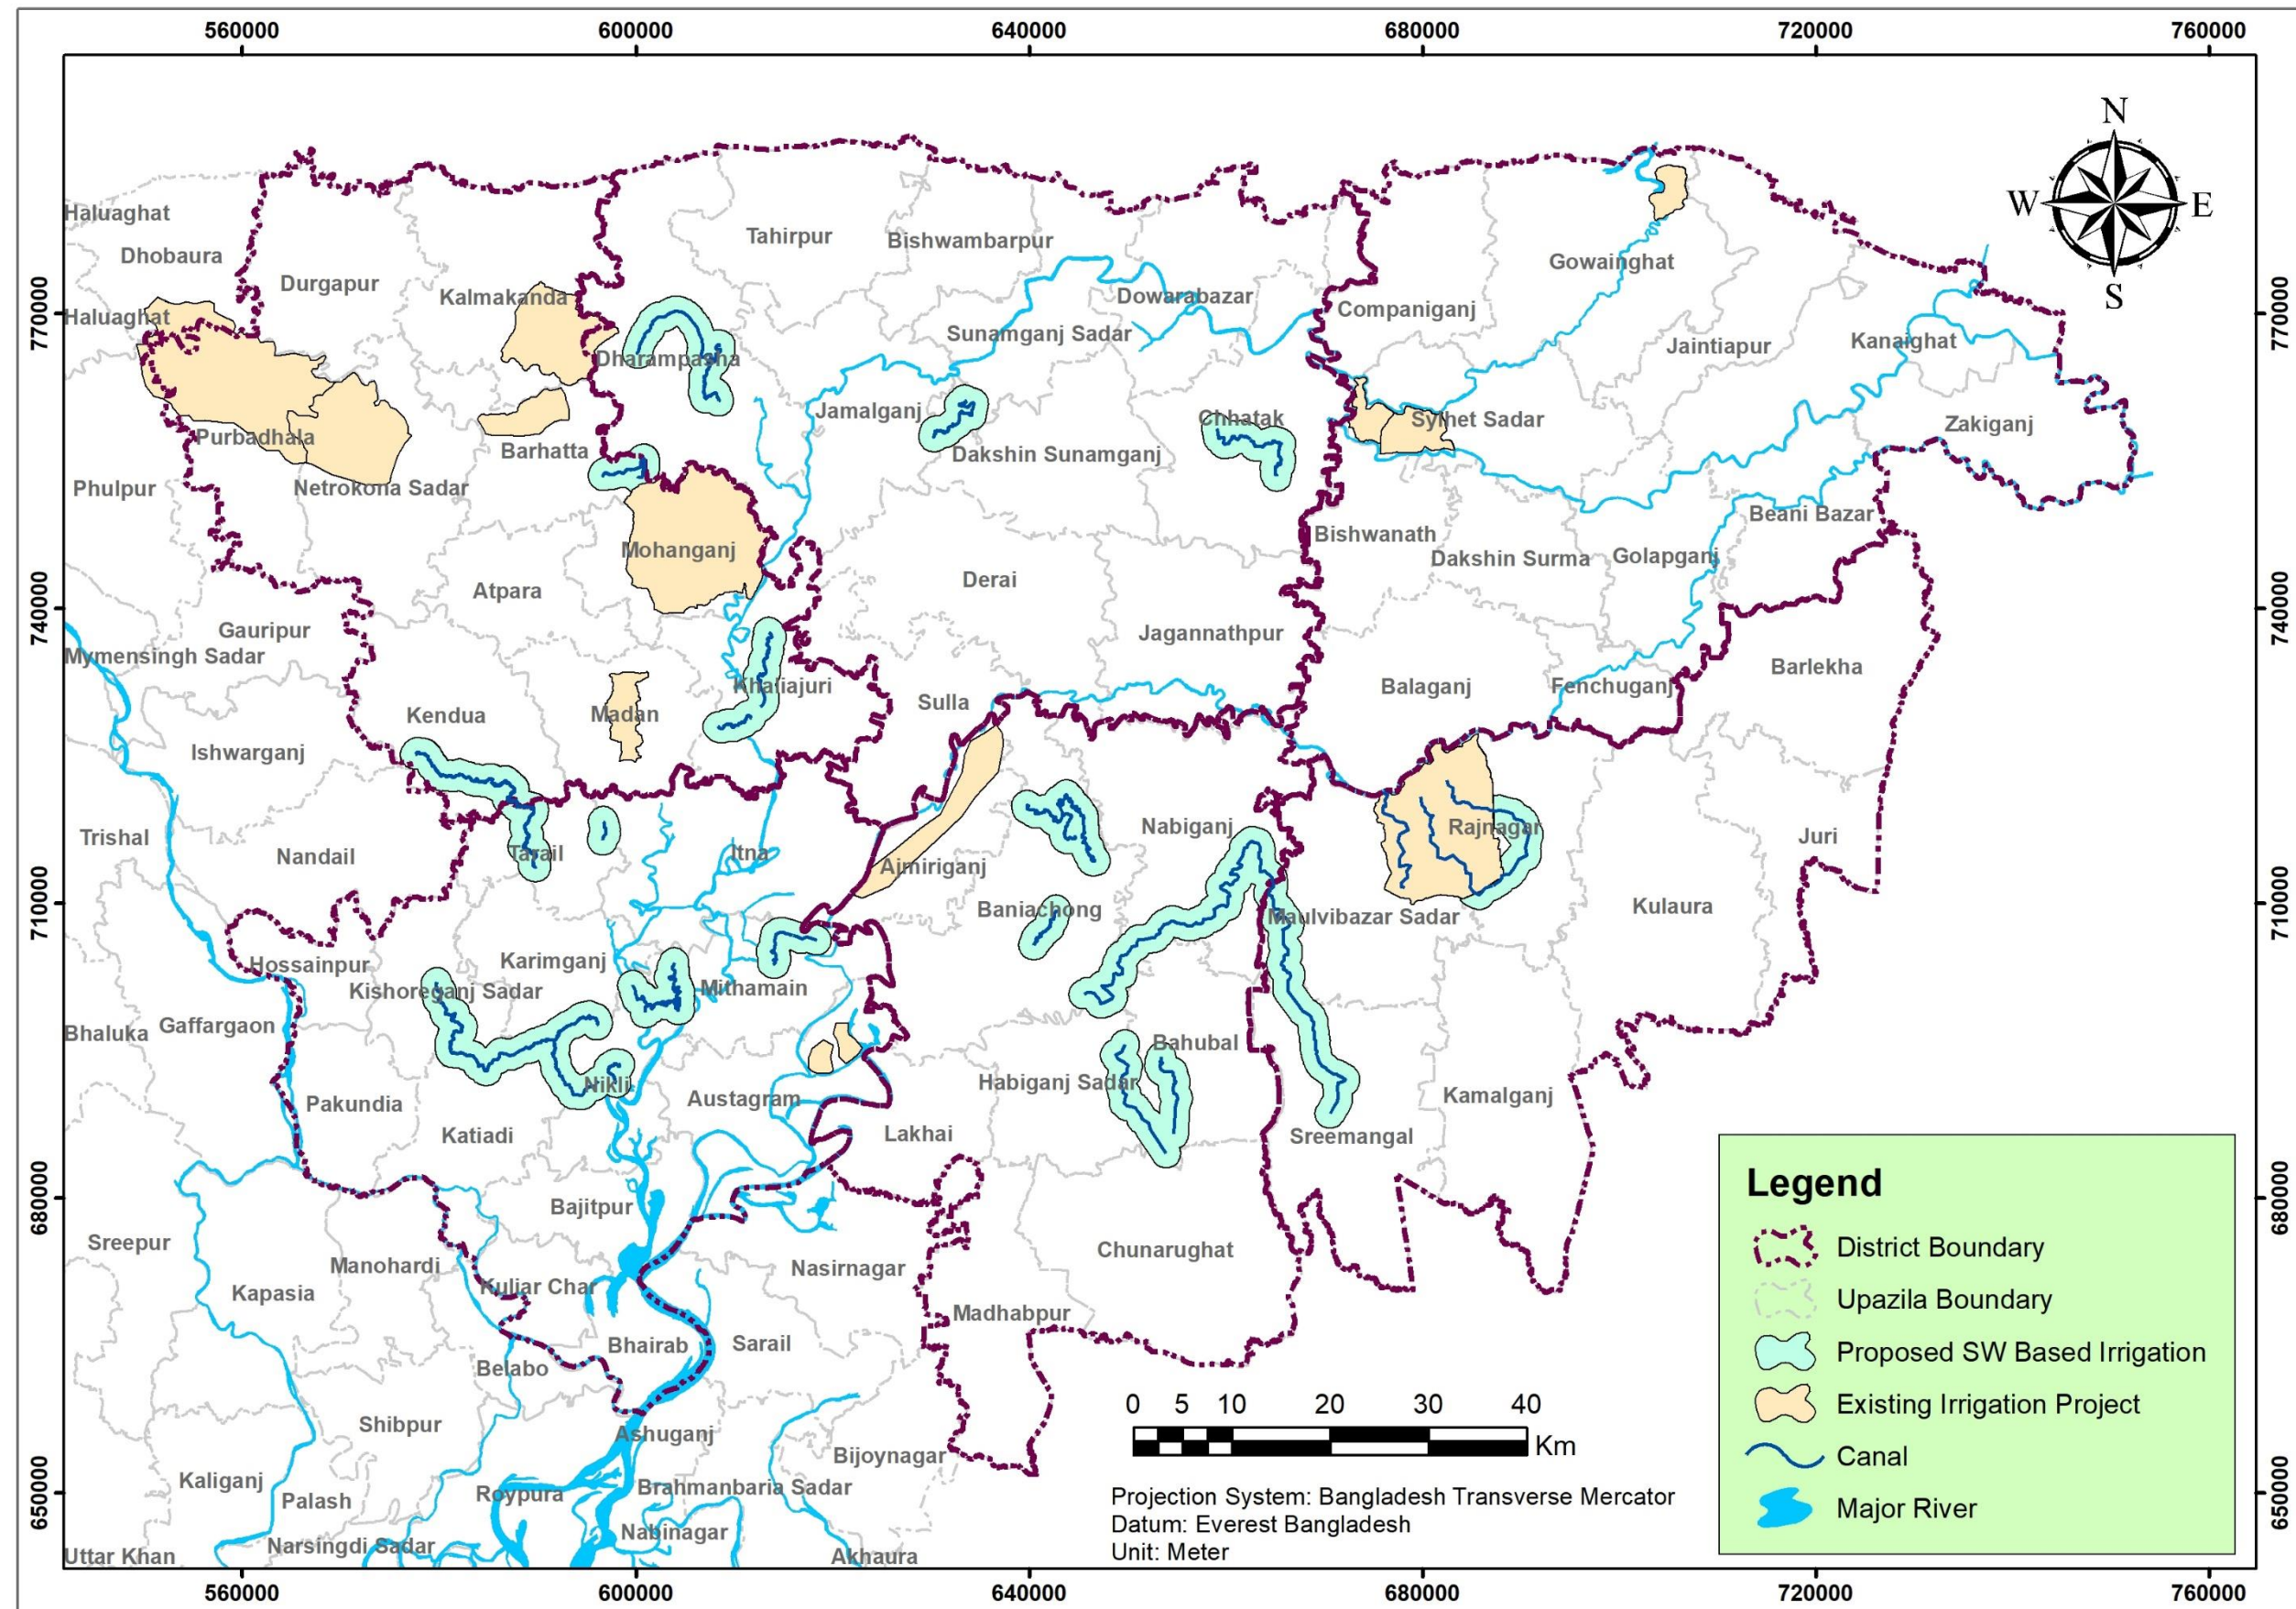 560000 600000 640000 680000 720000 760000
N
W E
S
770000 770000
740000 740000
710000 710000
680000 680000
650000 650000
Haluaghat
Dhobaura
Durgapur
Kalmakanda
Haluaghat
Tahirpur
Bishwambarpur
Dowarabazar
Sunamganj Sadar
Companiganj
Gowainghat
Jaintiapur
Kanaighat
Dharampasha
Jamalganj
Chhatak
Sylhet Sadar
Zakiganj
Purbadhala
Barhatta
Dakshin Sunamganj
Phulpur
Netrokona Sadar
Mohanganj
Bishwanath
Beani Bazar
Dakshin Surma
Golapganj
Atpara
Derai
Gauripur
Jagannathpur
Mymensingh Sadar
Khaliajuri
Sulla
Balaganj
Fenchuganj
Barlekha
Kendua
Madan
Ishwarganj
Trishal
Nandail
Tarail
Itna
Ajmiriganj
Nabiganj
Rajnagar
Juri
Baniachong
Maulvibazar Sadar
Kulaura
Hossainpur
Karimganj
Kishoreganj Sadar
Mithamain
Bhaluka
Gaffargaon
Bahubal
Nikli
Habiganj Sadar
Pakundia
Austagram
Kamalganj
Katiadi
Lakhai
Sreemangal
Bajitpur
Sreepur
Manohardi
Nasirnagar
Chunarughat
Kapasia
Kuliar Char
Madhabpur
Bhairab
Sarail
Belabo
Shibpur
Ashuganj
Bijoynagar
Kaliganj
Palash
Roypura
Brahmanbaria Sadar
Nabinagar
Narsingdi Sadar
Uttar Khan
Akhaura
Legend
District Boundary
Upazila Boundary
Proposed SW Based Irrigation
Existing Irrigation Project
Canal
Major River
0 5 10 20 30 40
Km
Projection System: Bangladesh Transverse Mercator
Datum: Everest Bangladesh
Unit: Meter
560000 600000 640000 680000 720000 760000